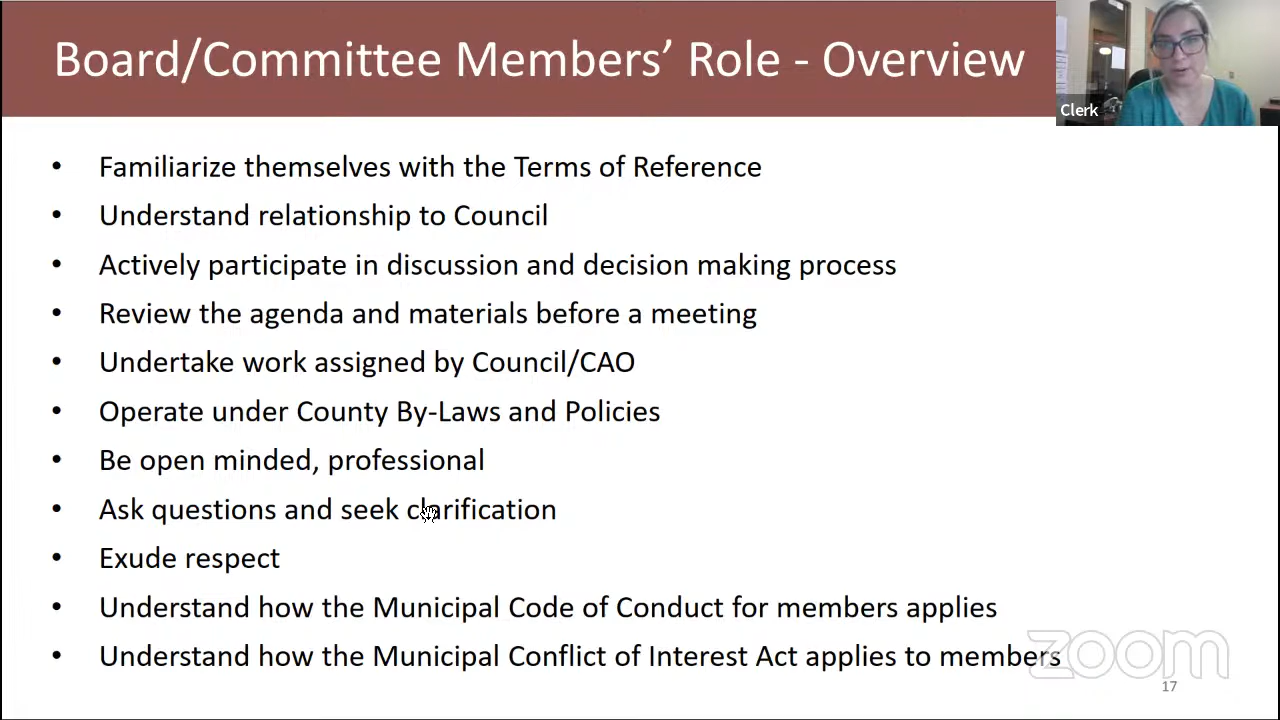 Board/Committee Members' Role - Overview
Clerk
• Familiarize themselves with the Terms of Reference
• Understand relationship to Council
• Actively participate in discussion and decision making process
• Review the agenda and materials before a meeting
• Undertake work assigned by Council/CAO
• Operate under County By-Laws and Policies
• Be open minded, professional
• Ask questions and seek clarification
• Exude respect
• Understand how the Municipal Code of Conduct for members applies
• Understand how the Municipal Conflict of Interest Act applies to members
zoom
17